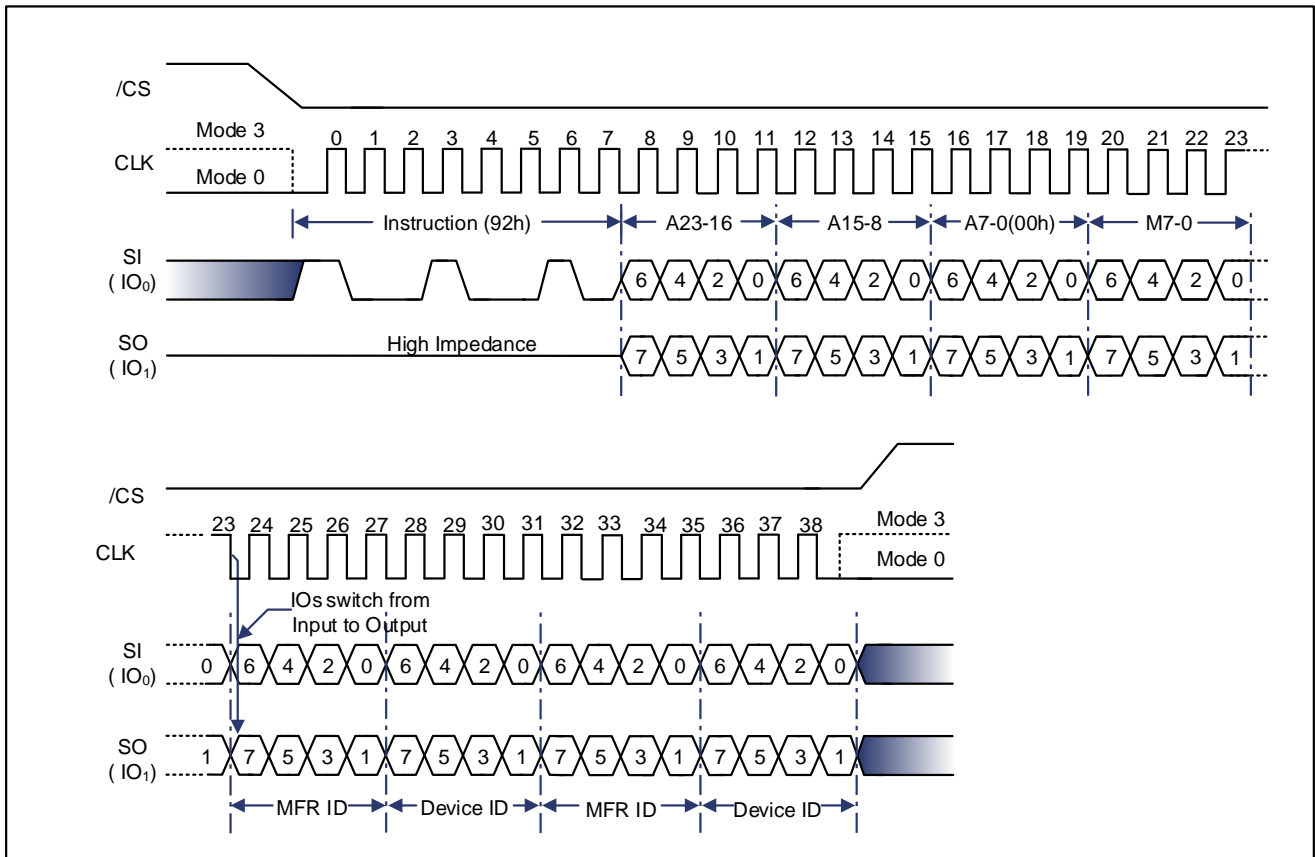 /CS
Mode 3
0 1 2 3 4 5 6 7 8 9 10 11 12 13 14 15 16 17 18 19 20 21 22 23
CLK
Mode 0
Instruction (92h) A23-16 A15-8 A7-0(00h) M7-0
SI
( IO₀)
6 4 2 0 6 4 2 0 6 4 2 0 6 4 2 0
SO
( IO₁)
High Impedance
7 5 3 1 7 5 3 1 7 5 3 1 7 5 3 1
/CS
23 24 25 26 27 28 29 30 31 32 33 34 35 36 37 38
Mode 3
CLK
Mode 0
IOs switch from
Input to Output
SI
( IO₀)
0 6 4 2 0 6 4 2 0 6 4 2 0 6 4 2 0
SO
( IO₁)
1 7 5 3 1 7 5 3 1 7 5 3 1 7 5 3 1
MFR ID Device ID MFR ID Device ID